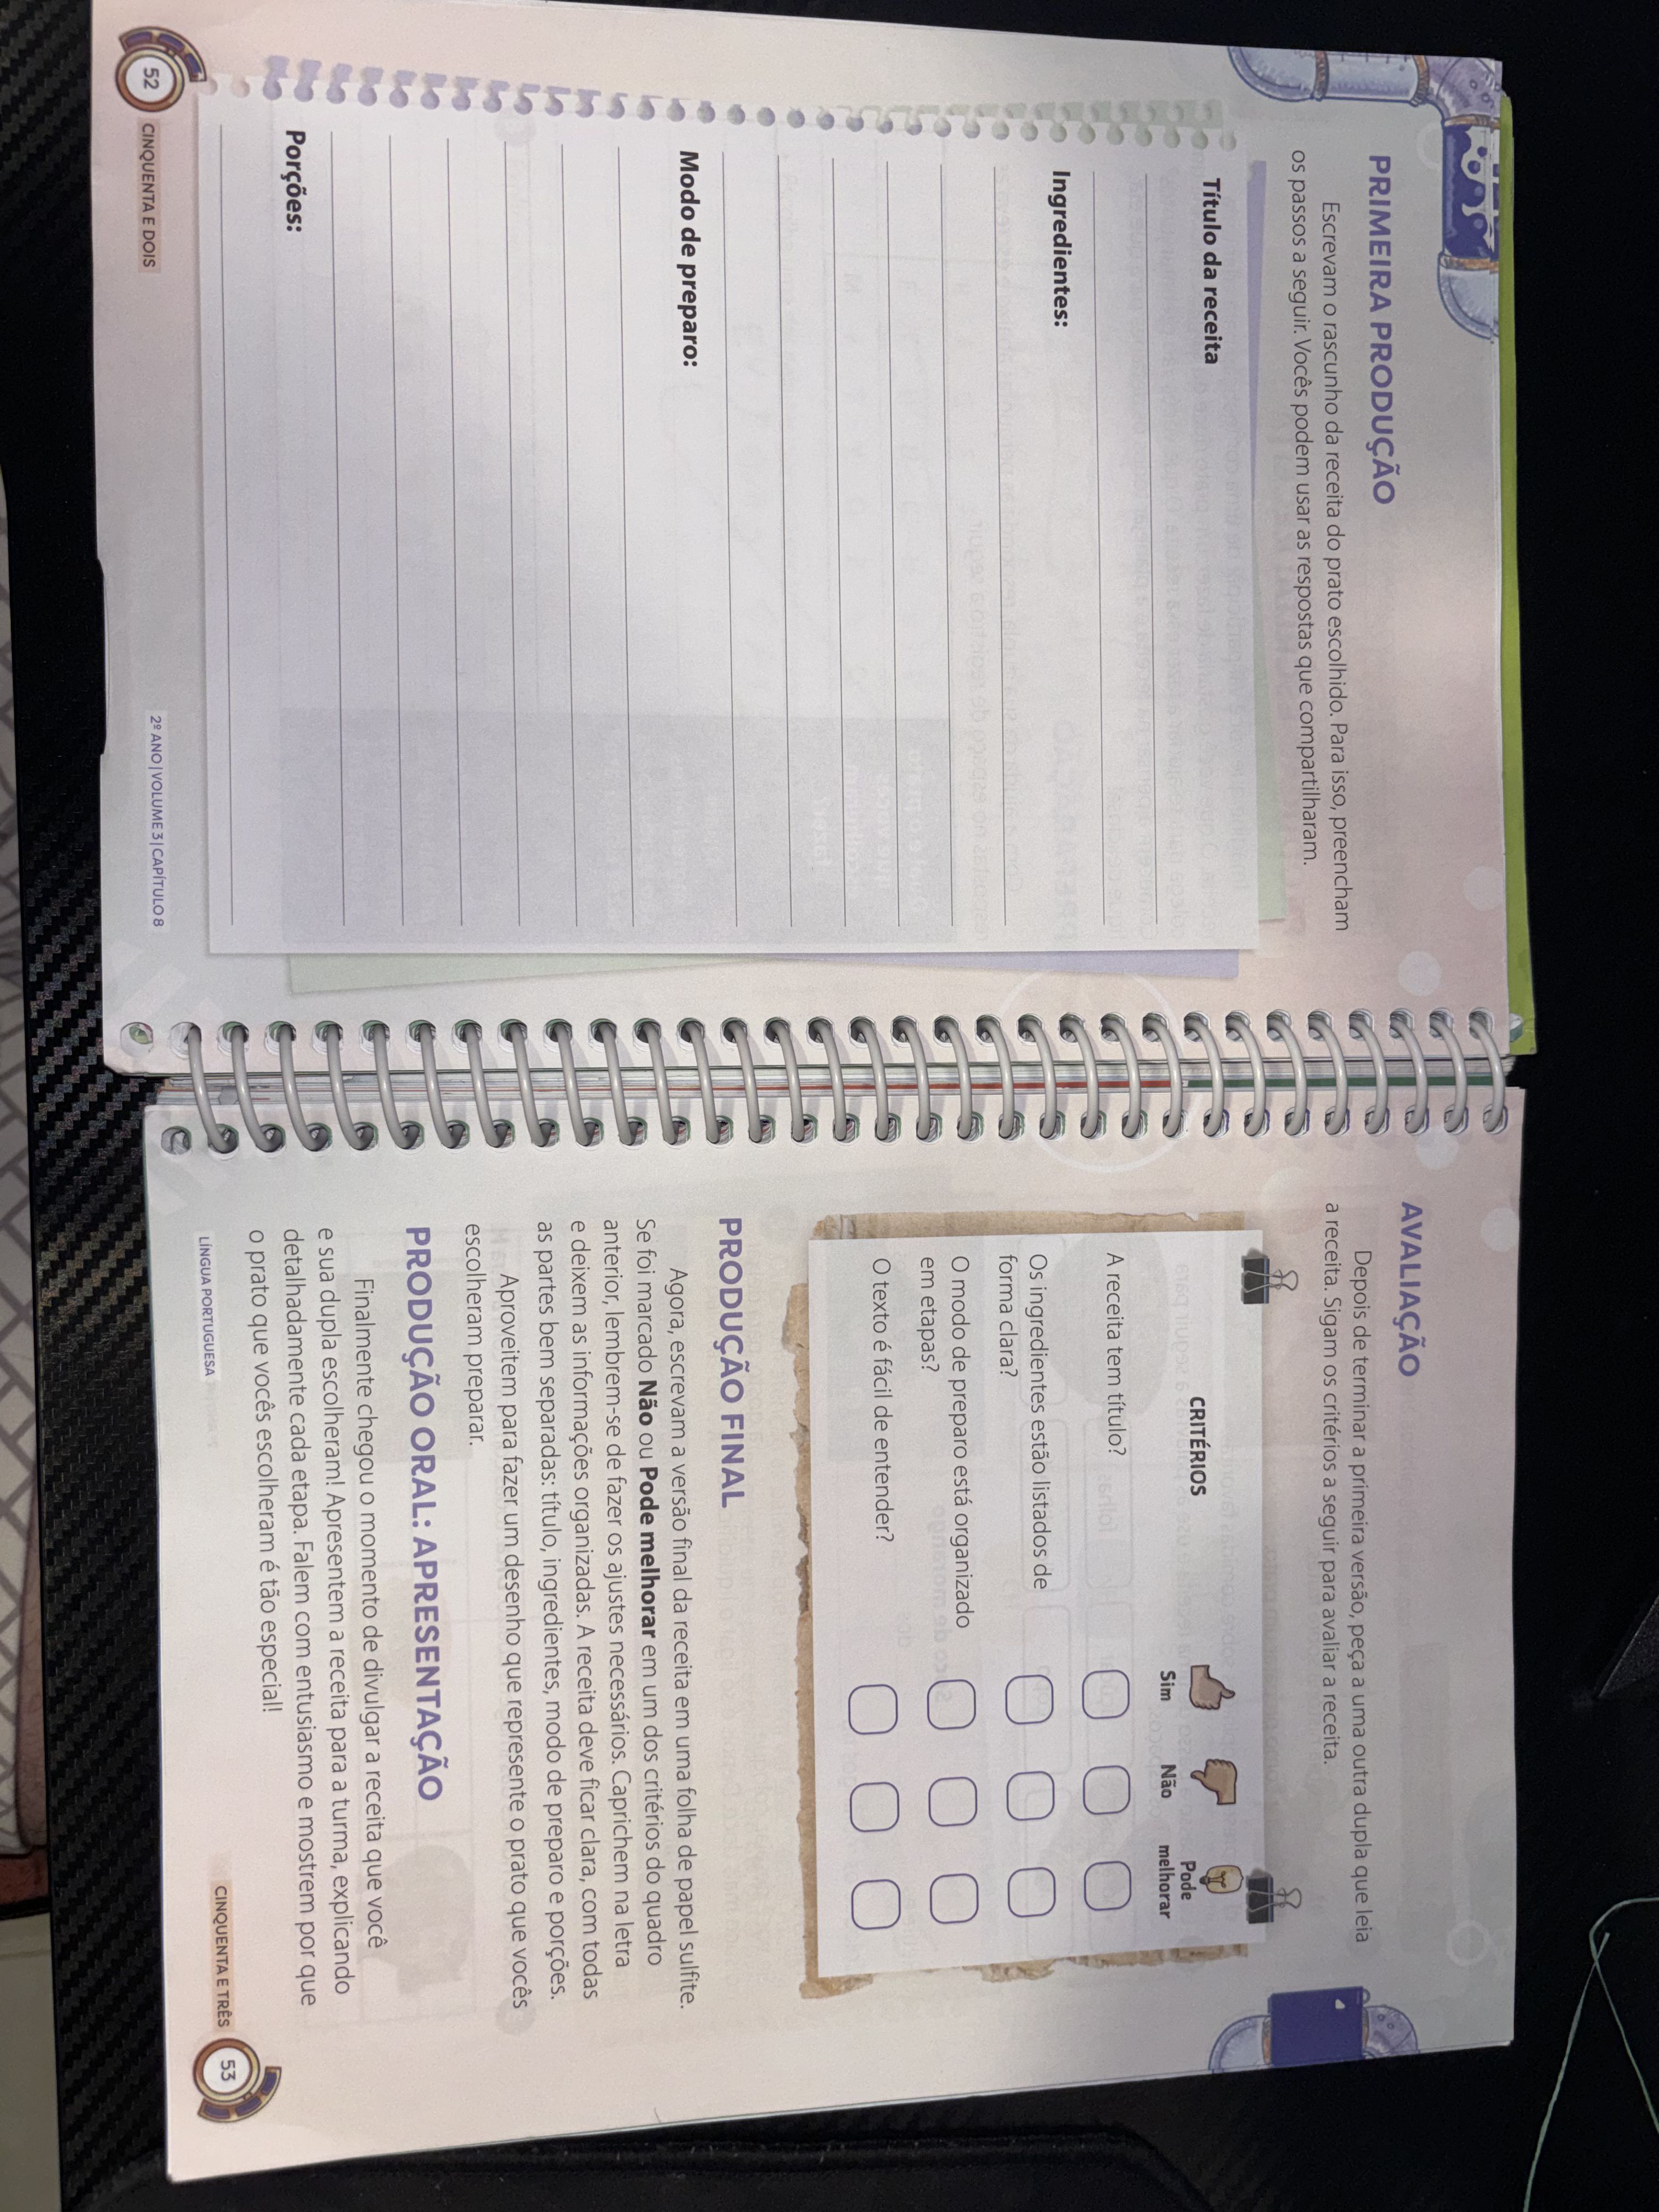 PRIMEIRA PRODUÇÃO
Escrevam o rascunho da receita do prato escolhido. Para isso, preencham
os passos a seguir. Vocês podem usar as respostas que compartilharam.
Título da receita
Ingredientes:
Modo de preparo:
Porções:
52
CINQUENTA E DOIS
2º ANO | VOLUME 3 | CAPÍTULO 8
AVALIAÇÃO
Depois de terminar a primeira versão, peça a uma outra dupla que leia
a receita. Sigam os critérios a seguir para avaliar a receita.
CRITÉRIOS
Sim
Não
Pode
melhorar
A receita tem título?
Os ingredientes estão listados de
forma clara?
O modo de preparo está organizado
em etapas?
O texto é fácil de entender?
PRODUÇÃO FINAL
Agora, escrevam a versão final da receita em uma folha de papel sulfite.
Se foi marcado Não ou Pode melhorar em um dos critérios do quadro
anterior, lembrem-se de fazer os ajustes necessários. Caprichem na letra
e deixem as informações organizadas. A receita deve ficar clara, com todas
as partes bem separadas: título, ingredientes, modo de preparo e porções.
Aproveitem para fazer um desenho que represente o prato que vocês
escolheram preparar.
PRODUÇÃO ORAL: APRESENTAÇÃO
Finalmente chegou o momento de divulgar a receita que você
e sua dupla escolheram! Apresentem a receita para a turma, explicando
detalhadamente cada etapa. Falem com entusiasmo e mostrem por que
o prato que vocês escolheram é tão especial!
LÍNGUA PORTUGUESA
CINQUENTA E TRÊS
53